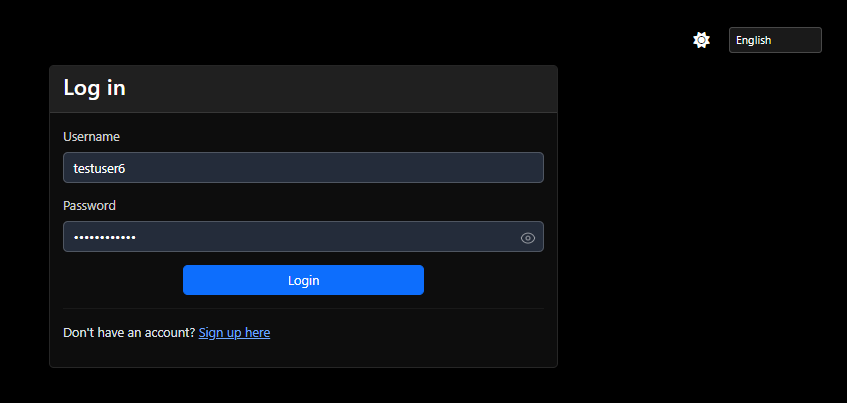 English
Log in
Username
testuser6
Password
••••••••••••
Login
Don't have an account? Sign up here